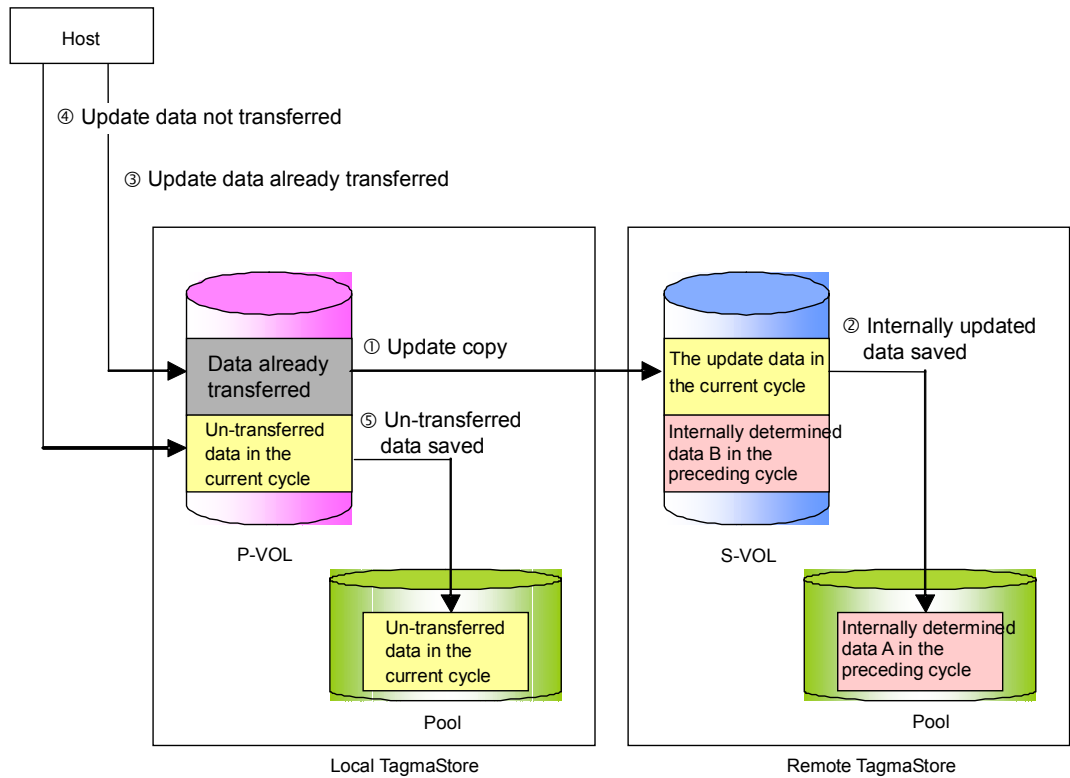 Host
④ Update data not transferred
③ Update data already transferred
① Update copy
② Internally updated
data saved
Data already
transferred
The update data in
the current cycle
⑤ Un-transferred
data saved
Un-transferred
data in the
current cycle
Internally determined
data B in the
preceding cycle
P-VOL
S-VOL
Un-transferred
data in the
current cycle
Internally determined
data A in the
preceding cycle
Pool
Pool
Local TagmaStore
Remote TagmaStore